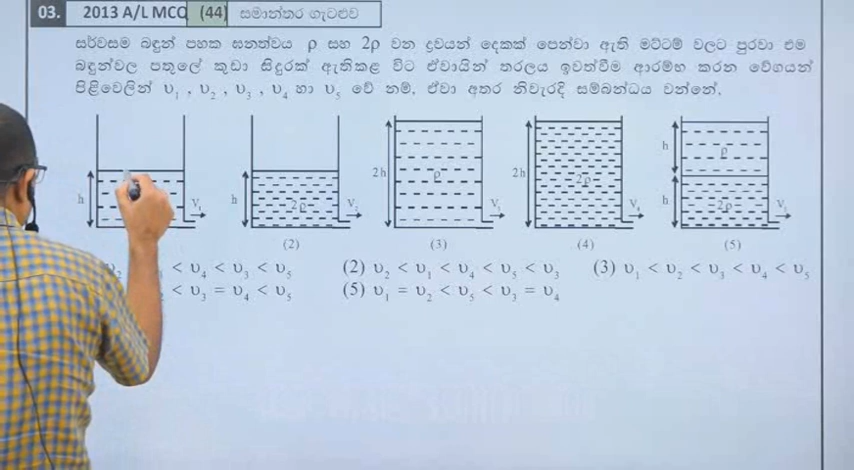 03. 2013 A/L MCQ (44) සමාන්තර ගැටළුව
සර්වසම බඳුන් පහක ඝනත්වය ρ සහ 2ρ වන ද්‍රවයන් දෙකක් පෙන්වා ඇති මට්ටම් වලට පුරවා එම
බඳුන්වල පතුලේ කුඩා සිදුරක් ඇතිකළ විට ඒවායින් තරලය ඉවත්වීම ආරම්භ කරන වේගයන්
පිළිවෙලින් υ₁ , υ₂ , υ₃ , υ₄ හා υ₅ වේ නම්, ඒවා අතර නිවැරදි සම්බන්ධය වන්නේ,
h V₁ h 2ρ 2h ρ 2h 2ρ h ρ h 2ρ
(2) (3) (4) (5)
< υ₄ < υ₃ < υ₅ (2) υ₂ < υ₁ < υ₄ < υ₅ < υ₃ (3) υ₁ < υ₂ < υ₃ < υ₄ < υ₅
< υ₃ = υ₄ < υ₅ (5) υ₁ = υ₂ < υ₅ < υ₃ = υ₄